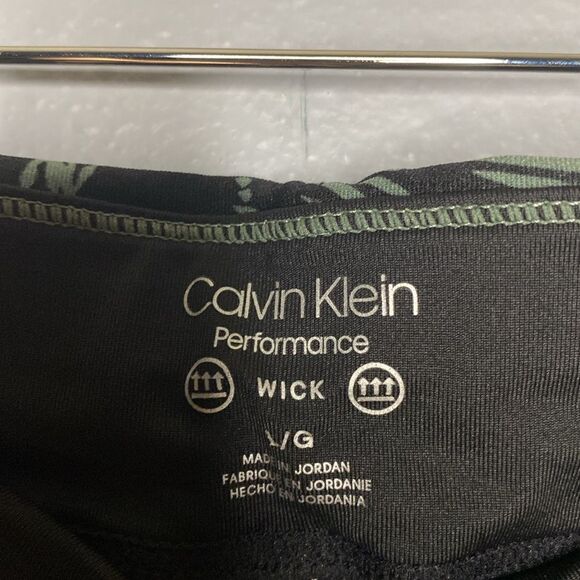 Calvin Klein
Performance
WICK
L/G
MADE IN JORDAN
FABRIQUÉ EN JORDANIE
HECHO EN JORDANIA